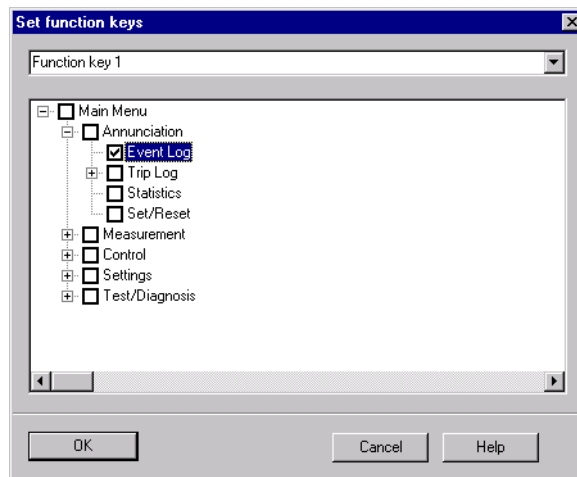 Set function keys
Function key 1
Main Menu
Annunciation
Event Log
Trip Log
Statistics
Set/Reset
Measurement
Control
Settings
Test/Diagnosis
OK Cancel Help